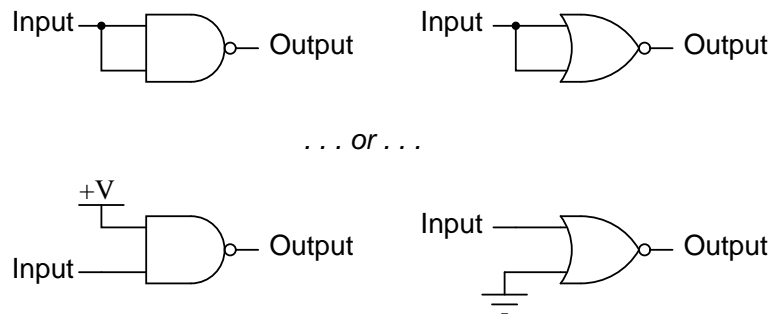 Input Output Input Output
. . . or . . .
+V
Input Output Input Output